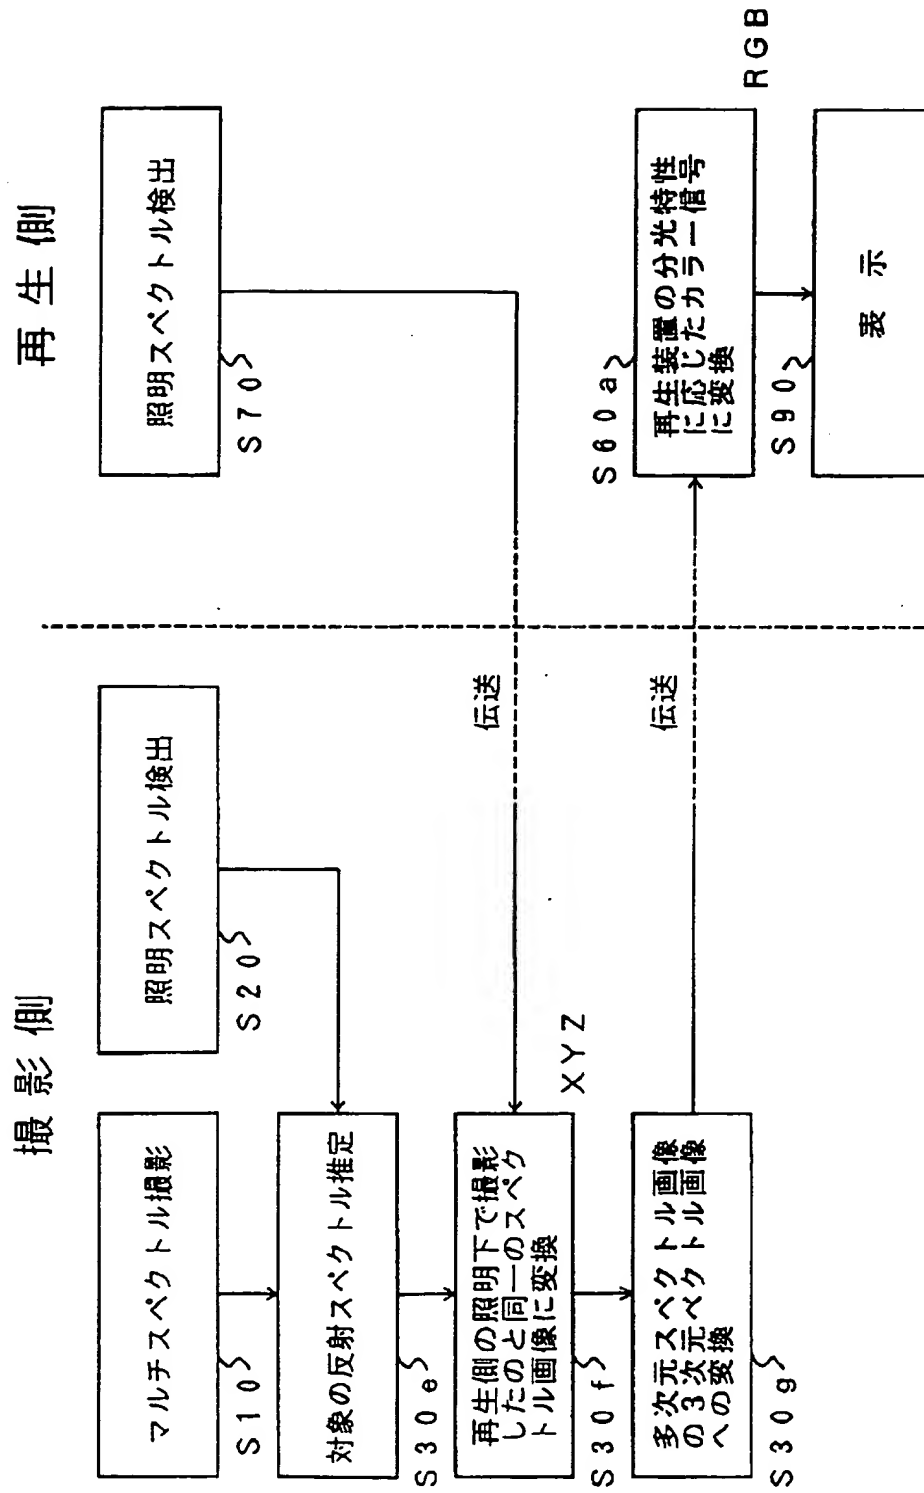 撮影側
再生側
マルチスペクトル撮影
S10
照明スペクトル検出
S20
照明スペクトル検出
S70
対象の反射スペクトル推定
S30e
再生側の照明下で撮影
したのと同一のスペク
トル画像に変換
S30f
XYZ
伝送
多次元スペクトル画像
の3次元ベクトル画像
への変換
S30g
伝送
S60a
再生装置の分光特性
に応じたカラー信号
に変換
RGB
S90
表示